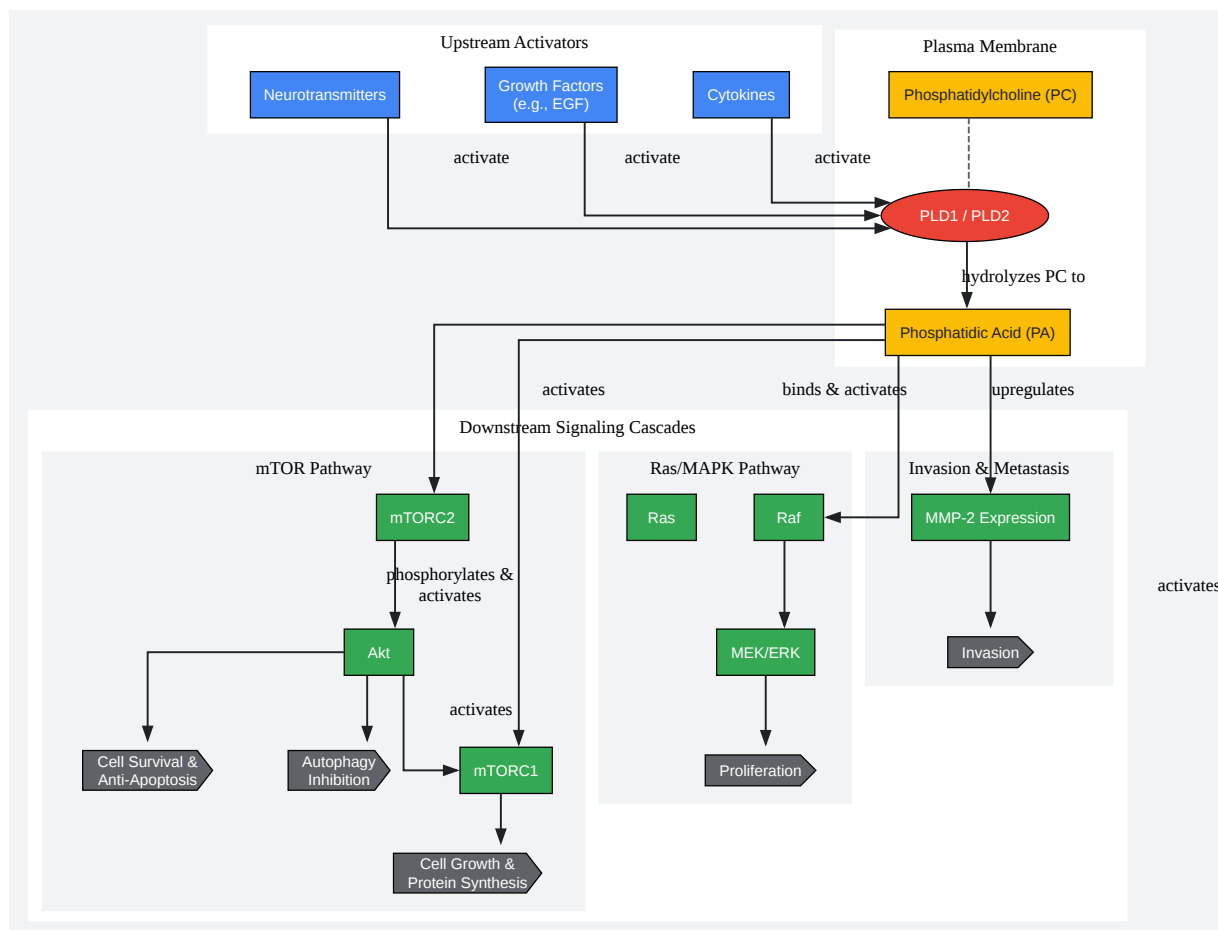 Upstream Activators
Plasma Membrane
Neurotransmitters
Growth Factors
(e.g., EGF)
Cytokines
Phosphatidylcholine (PC)
activate
activate
activate
PLD1 / PLD2
hydrolyzes PC to
Phosphatidic Acid (PA)
activates
binds & activates
upregulates
Downstream Signaling Cascades
mTOR Pathway
Ras/MAPK Pathway
Invasion & Metastasis
mTORC2
Ras
Raf
MMP-2 Expression
phosphorylates &
activates
activates
Akt
MEK/ERK
Invasion
activates
Cell Survival &
Anti-Apoptosis
Autophagy
Inhibition
mTORC1
Proliferation
Cell Growth &
Protein Synthesis